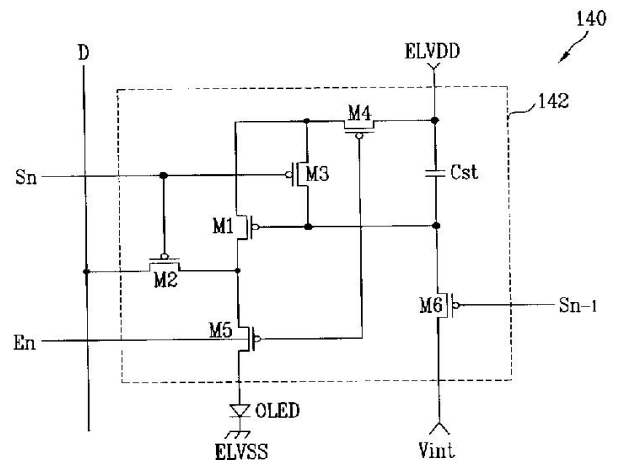 140
D
ELVDD
142
M4
Sn
M3
Cst
M1
M2
M6
Sn-1
M5
En
OLED
ELVSS
Vint